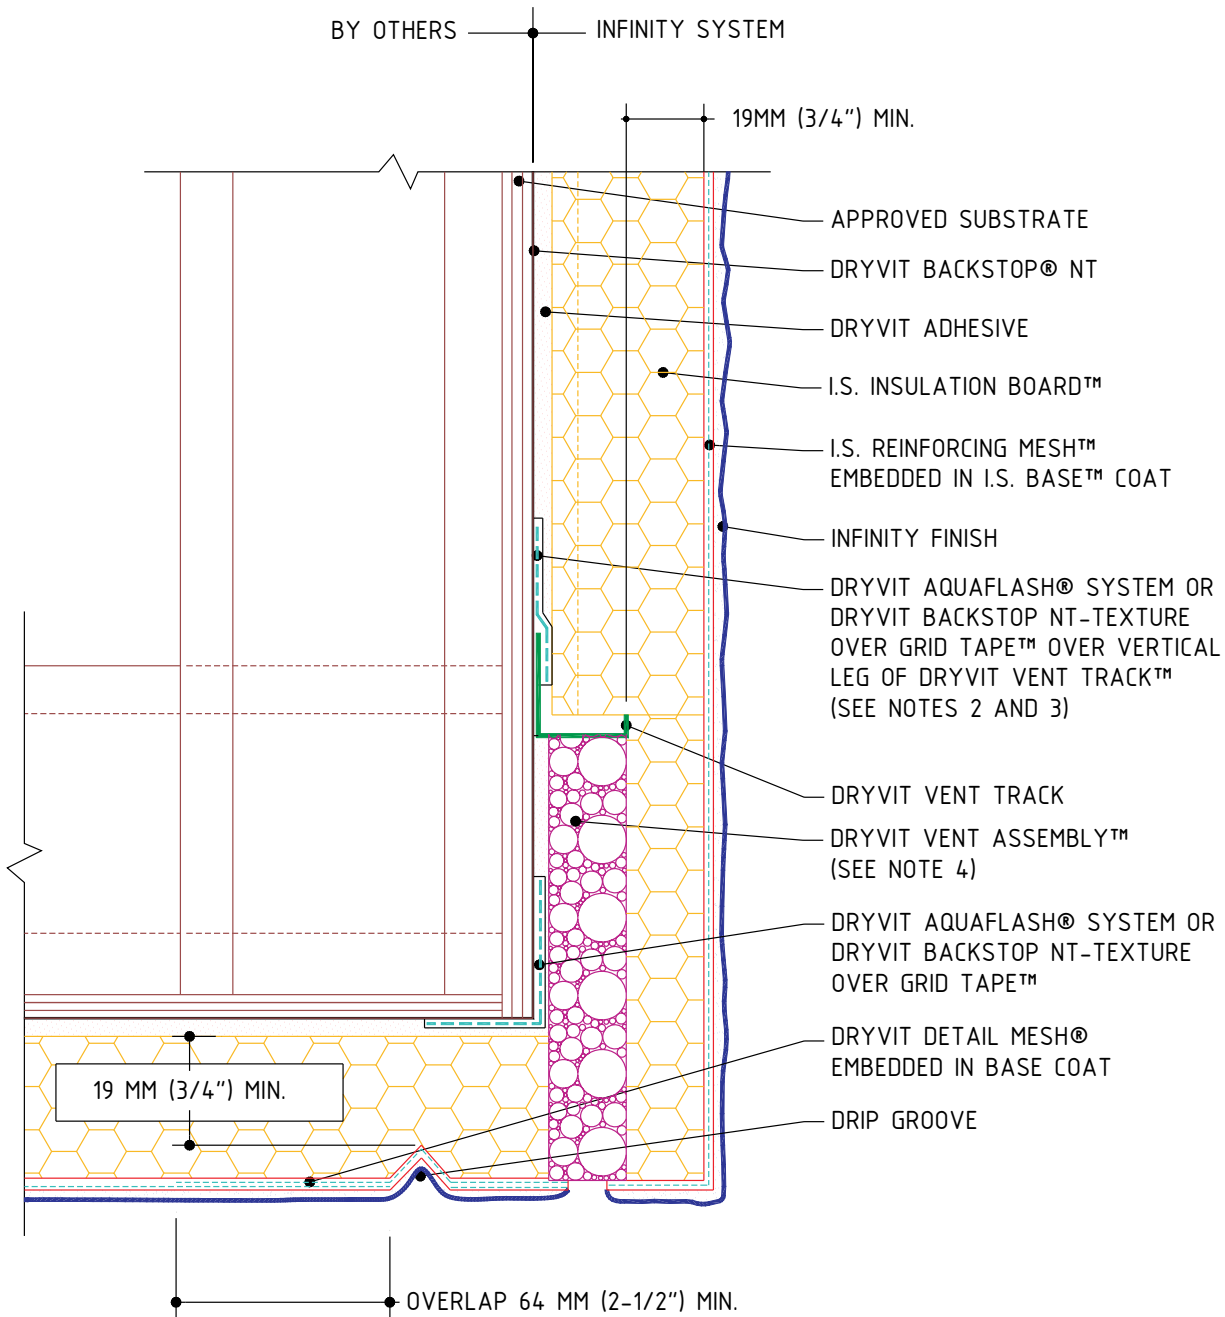 BY OTHERS
INFINITY SYSTEM
19MM (3/4") MIN.
APPROVED SUBSTRATE
DRYVIT BACKSTOP® NT
DRYVIT ADHESIVE
I.S. INSULATION BOARD™
I.S. REINFORCING MESH™
EMBEDDED IN I.S. BASE™ COAT
INFINITY FINISH
DRYVIT AQUAFLASH® SYSTEM OR
DRYVIT BACKSTOP NT-TEXTURE
OVER GRID TAPE™ OVER VERTICAL
LEG OF DRYVIT VENT TRACK™
(SEE NOTES 2 AND 3)
DRYVIT VENT TRACK
DRYVIT VENT ASSEMBLY™
(SEE NOTE 4)
DRYVIT AQUAFLASH® SYSTEM OR
DRYVIT BACKSTOP NT-TEXTURE
OVER GRID TAPE™
DRYVIT DETAIL MESH®
EMBEDDED IN BASE COAT
19 MM (3/4") MIN.
DRIP GROOVE
OVERLAP 64 MM (2-1/2") MIN.